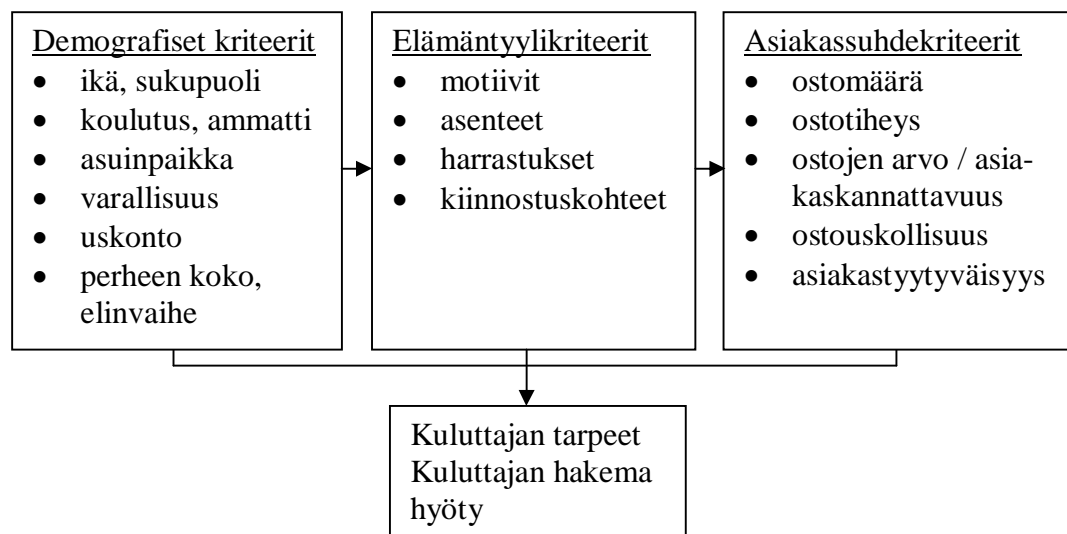 Demografiset kriteerit
• ikä, sukupuoli
• koulutus, ammatti
• asuinpaikka
• varallisuus
• uskonto
• perheen koko,
elinvaihe
Elämäntyylikriteerit
• motiivit
• asenteet
• harrastukset
• kiinnostuskohteet
Asiakassuhdekriteerit
• ostomäärä
• ostotiheys
• ostojen arvo / asia-
kaskannattavuus
• ostouskollisuus
• asiakastyytyväisyys
Kuluttajan tarpeet
Kuluttajan hakema
hyöty